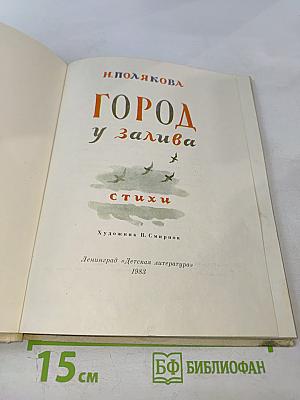 Н. ПОЛЯКОВА
ГОРОД
у залива
стихи
Художник В. Смирнов
Ленинград «Детская литература»
1983
15 см
БФ БИБЛИОФАН